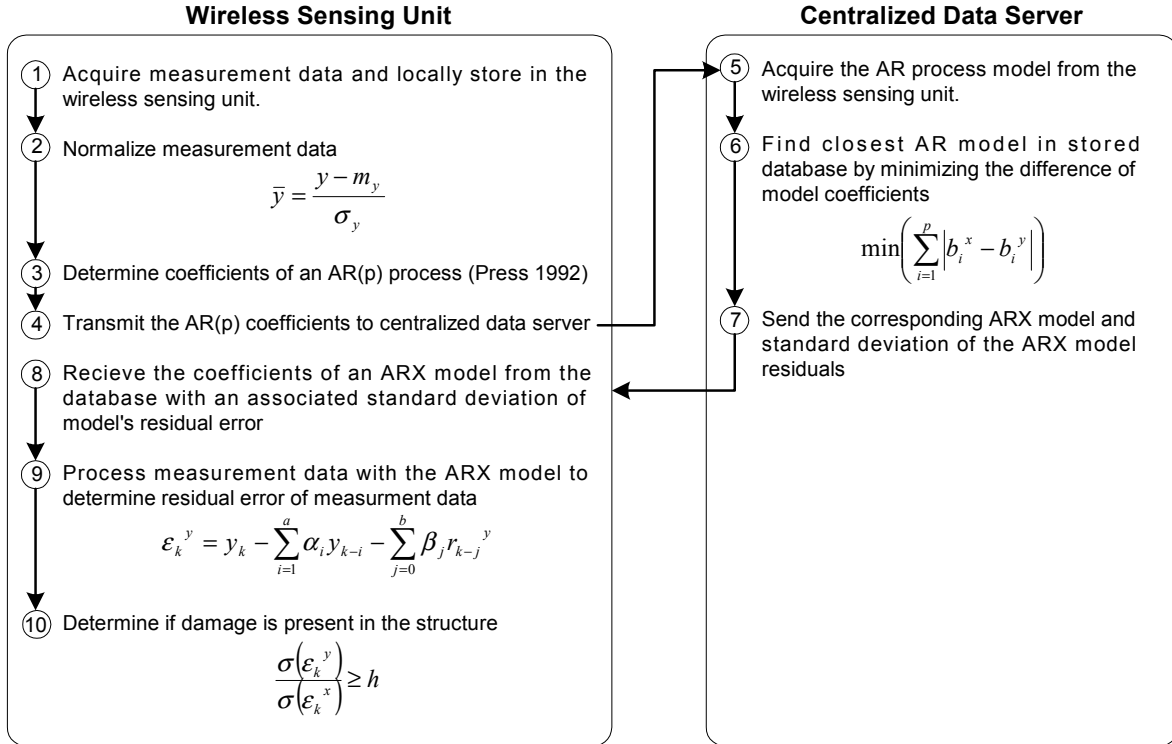 Wireless Sensing Unit
1 Acquire measurement data and locally store in the
wireless sensing unit.
2 Normalize measurement data
ȳ = (y − m_y) / σ_y
3 Determine coefficients of an AR(p) process (Press 1992)
4 Transmit the AR(p) coefficients to centralized data server
8 Recieve the coefficients of an ARX model from the
database with an associated standard deviation of
model's residual error
9 Process measurement data with the ARX model to
determine residual error of measurment data
ε_k^y = y_k − ∑_{i=1}^{a} α_i y_{k−i} − ∑_{j=0}^{b} β_j r_{k−j}^y
10 Determine if damage is present in the structure
σ(ε_k^y) / σ(ε_k^x) ≥ h
Centralized Data Server
5 Acquire the AR process model from the
wireless sensing unit.
6 Find closest AR model in stored
database by minimizing the difference of
model coefficients
min(∑_{i=1}^{p} |b_i^x − b_i^y|)
7 Send the corresponding ARX model and
standard deviation of the ARX model
residuals